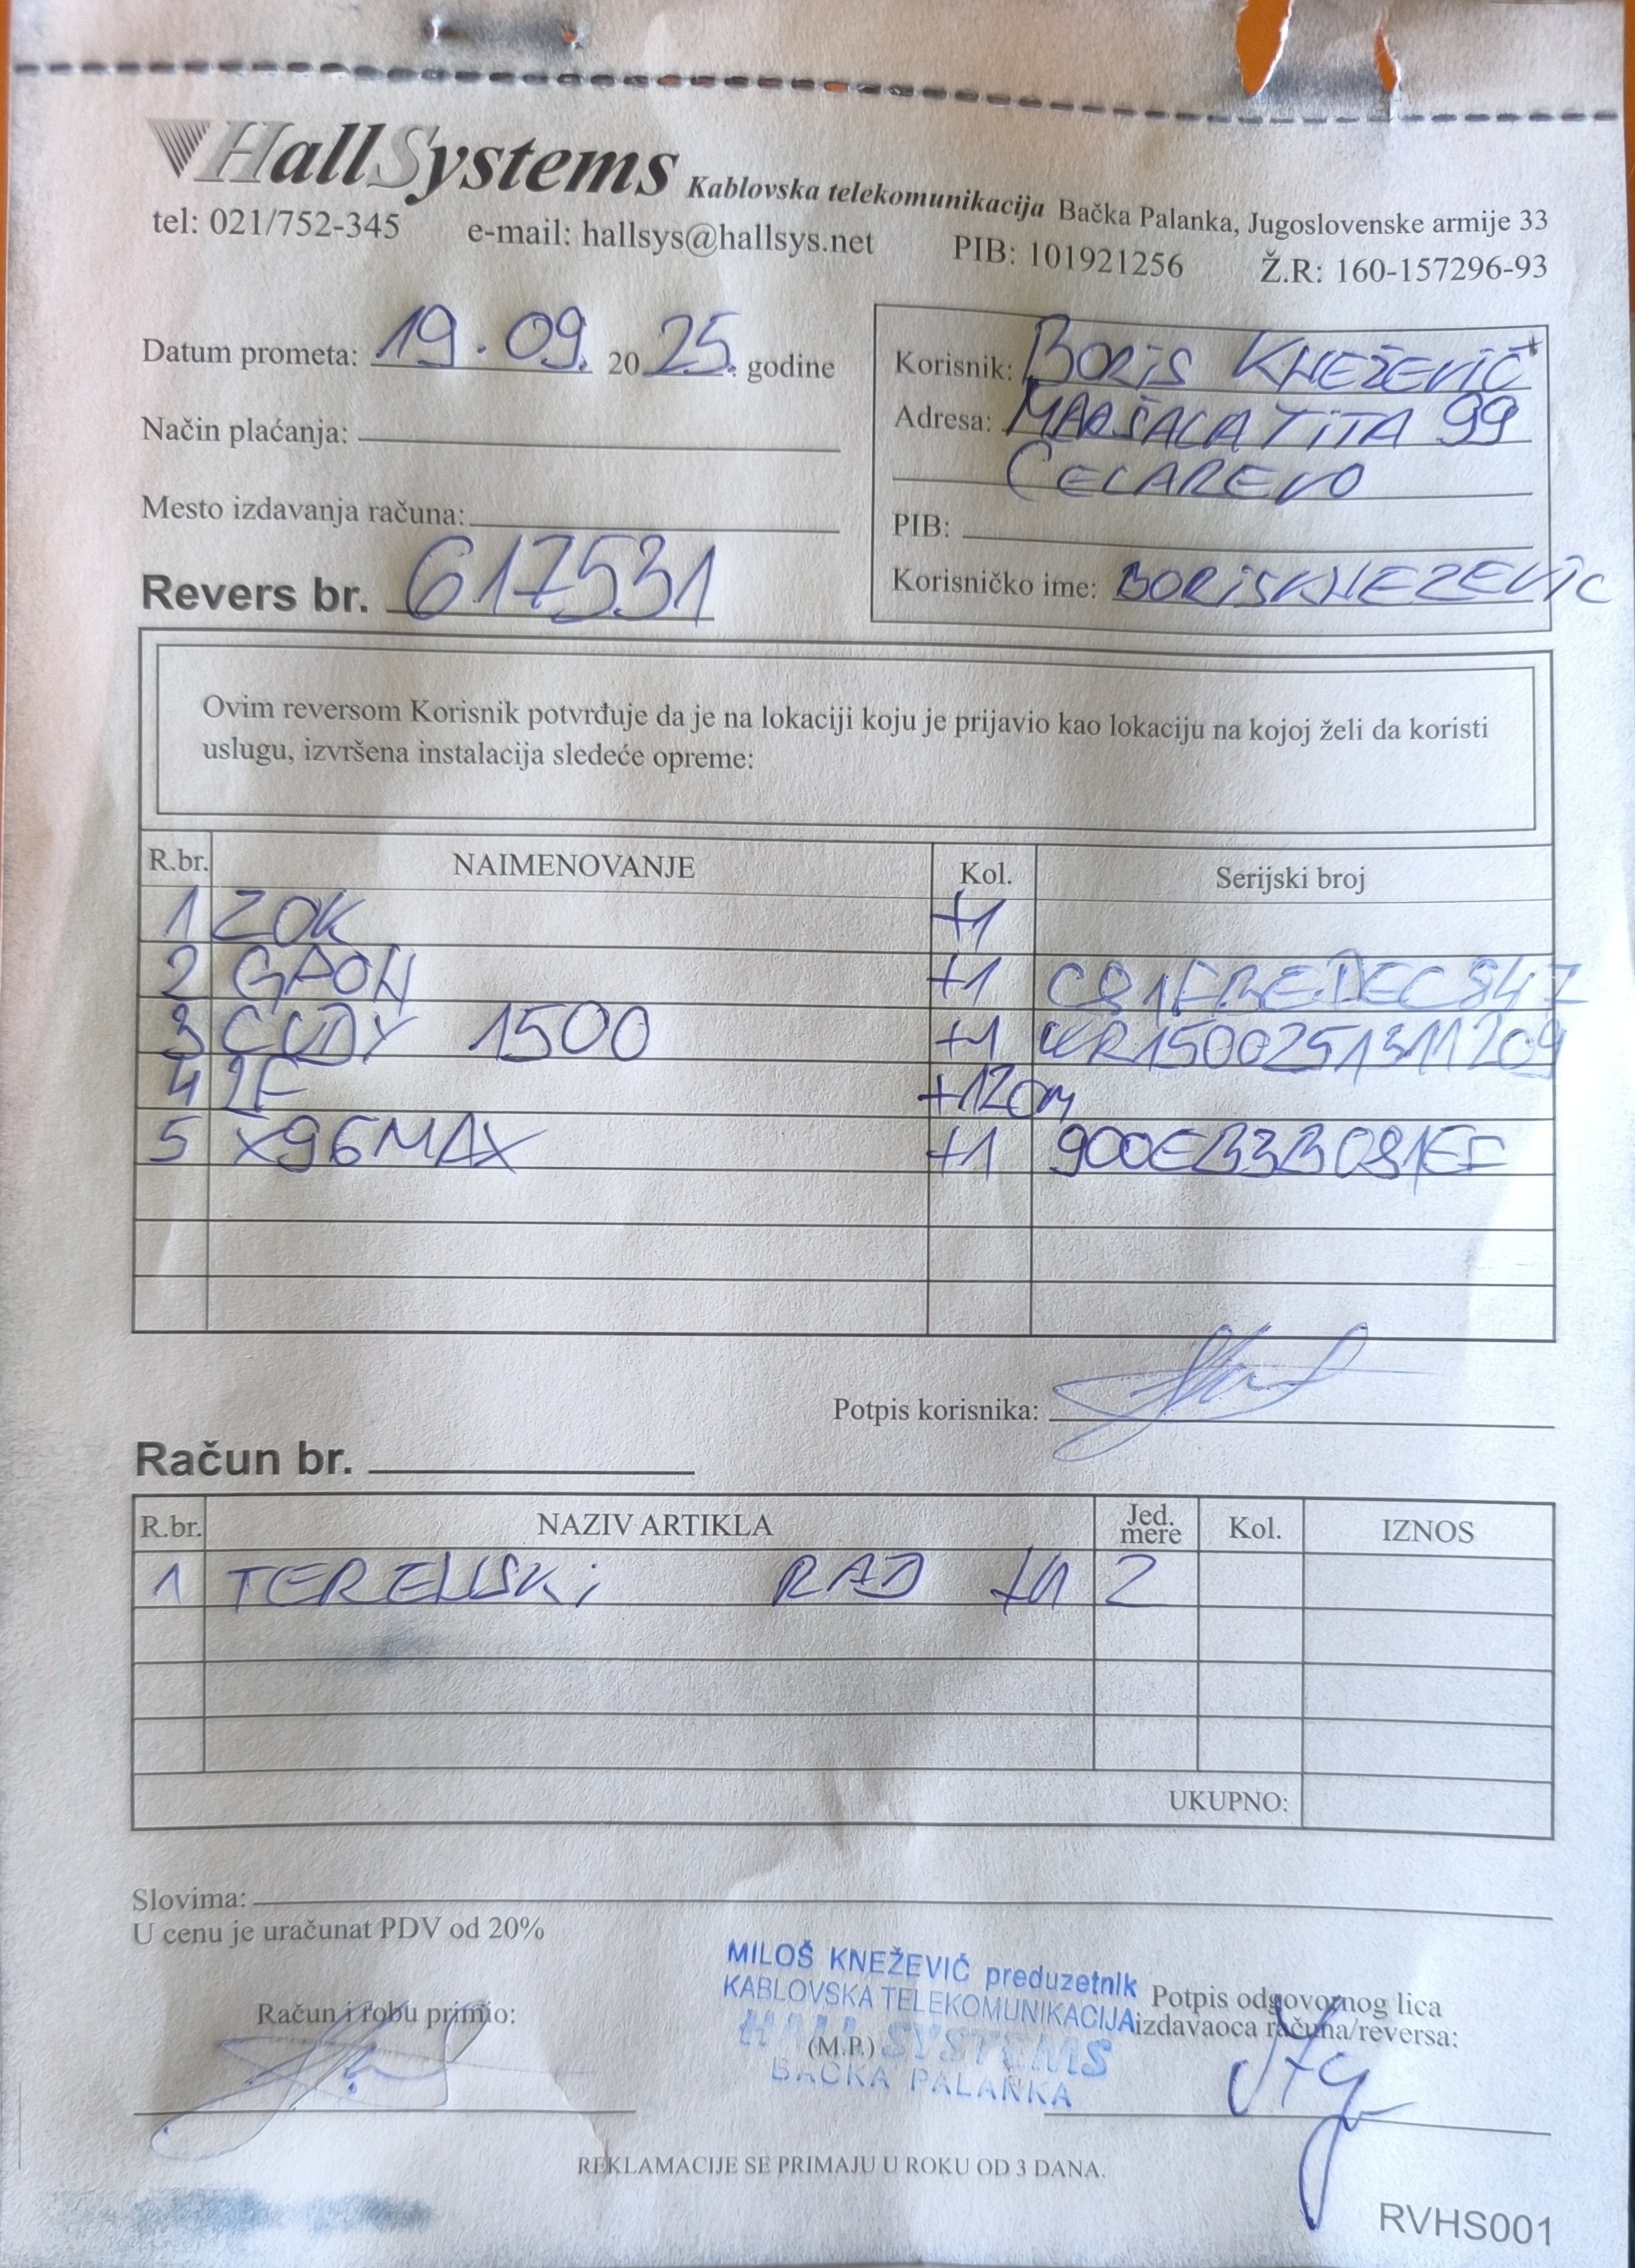 HallSystems Kablovska telekomunikacija Bačka Palanka, Jugoslovenske armije 33
tel: 021/752-345 e-mail: hallsys@hallsys.net PIB: 101921256 Ž.R: 160-157296-93
Datum prometa: 19.09. 2025. godine
Način plaćanja:
Mesto izdavanja računa:
Revers br. 617531
Korisnik: BORIS KNEŽEVIĆ
Adresa: MARŠALA TITA 99
ČELAREVO
PIB:
Korisničko ime: BORISKNEZEVIC
Ovim reversom Korisnik potvrđuje da je na lokaciji koju je prijavio kao lokaciju na kojoj želi da koristi
uslugu, izvršena instalacija sledeće opreme:
R.br. NAIMENOVANJE Kol. Serijski broj
1 ZOK +1
2 GPON +1
3 CUDY 1500 +1 WR1500251311209
4 2F +120m
5 X96MAX +1 900EB3B081EF
Potpis korisnika:
Račun br.
R.br. NAZIV ARTIKLA Jed. mere Kol. IZNOS
1 TERENSKI RAD +1 2
UKUPNO:
Slovima:
U cenu je uračunat PDV od 20%
Račun i robu primio:
MILOŠ KNEŽEVIĆ preduzetnik
KABLOVSKA TELEKOMUNIKACIJA
HALL SYSTEMS
(M.P.)
BAČKA PALANKA
Potpis odgovornog lica
izdavaoca računa/reversa:
REKLAMACIJE SE PRIMAJU U ROKU OD 3 DANA.
RVHS001